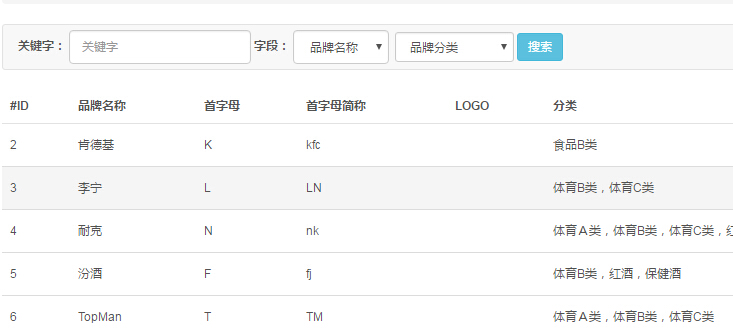 关键字： 关键字 字段： 品牌名称 品牌分类 搜索
#ID 品牌名称 首字母 首字母简称 LOGO 分类
2 肯德基 K kfc 食品B类
3 李宁 L LN 体育B类，体育C类
4 耐克 N nk 体育A类，体育B类，体育C类，红
5 汾酒 F fj 体育B类，红酒，保健酒
6 TopMan T TM 体育A类，体育B类，体育C类